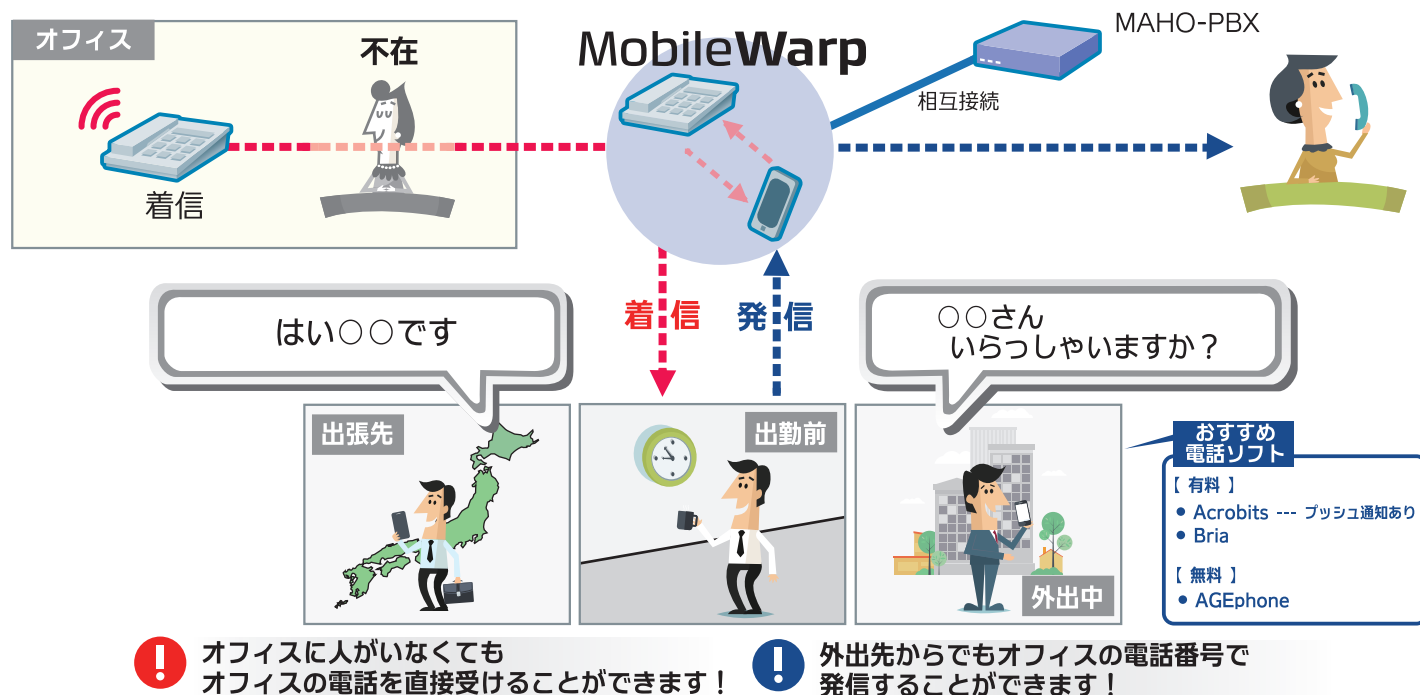 オフィス
不在
着信
MobileWarp
MAHO-PBX
相互接続
着信
発信
はい○○です
○○さん
いらっしゃいますか？
出張先
出勤前
外出中
おすすめ
電話ソフト
【 有料 】
• Acrobits --- プッシュ通知あり
• Bria
【 無料 】
• AGEphone
オフィスに人がいなくても
オフィスの電話を直接受けることができます！
外出先からでもオフィスの電話番号で
発信することができます！